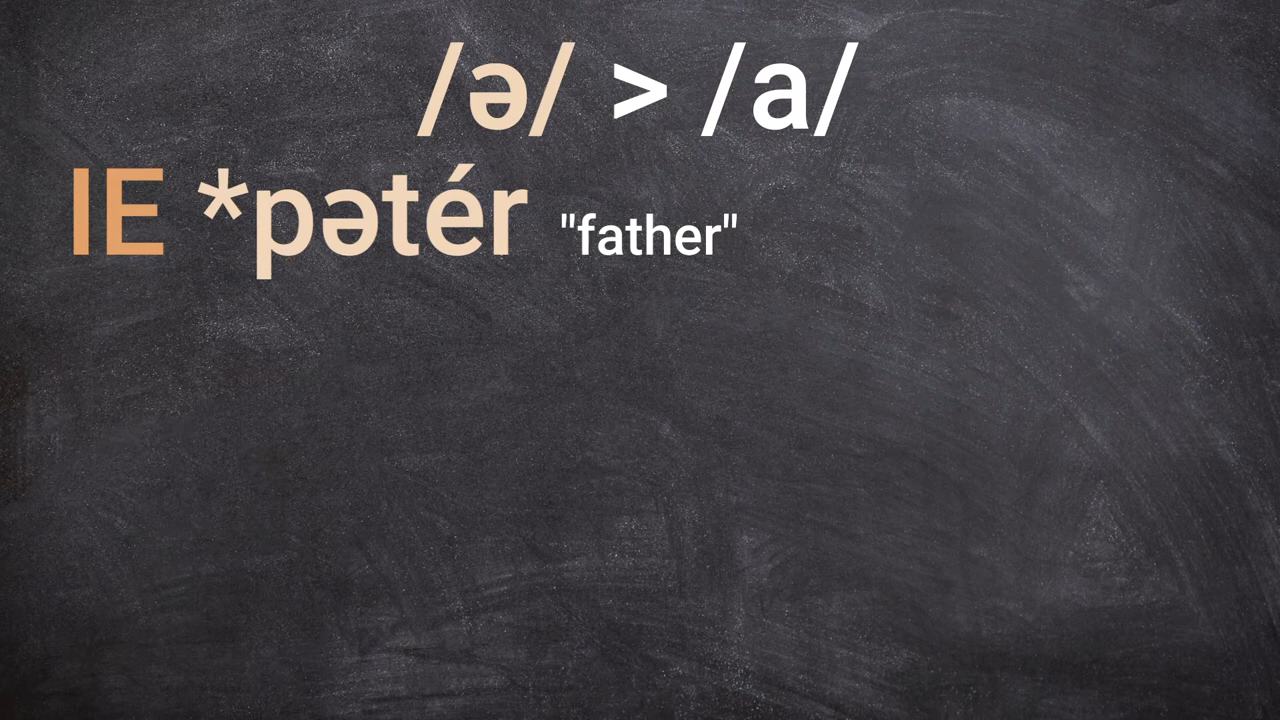 /ə/ > /a/
IE *pətér "father"